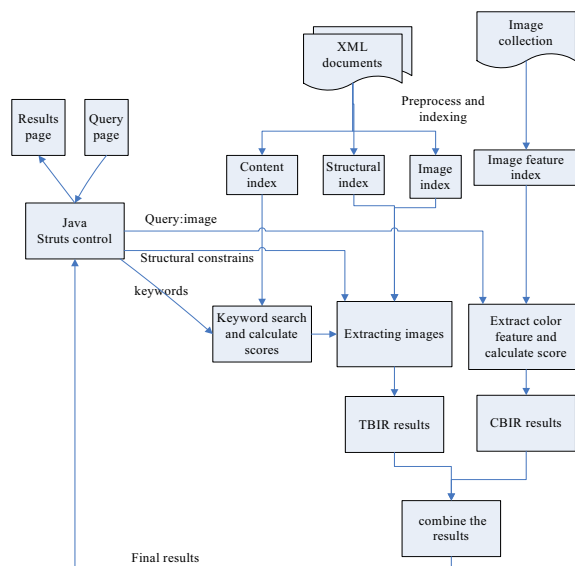 XML
documents
Image
collection
Preprocess and
indexing
Results
page
Query
page
Content
index
Structural
index
Image
index
Image feature
index
Java
Struts control
Query:image
Structural constrains
keywords
Keyword search
and calculate
scores
Extracting images
Extract color
feature and
calculate score
TBIR results
CBIR results
combine the
results
Final results